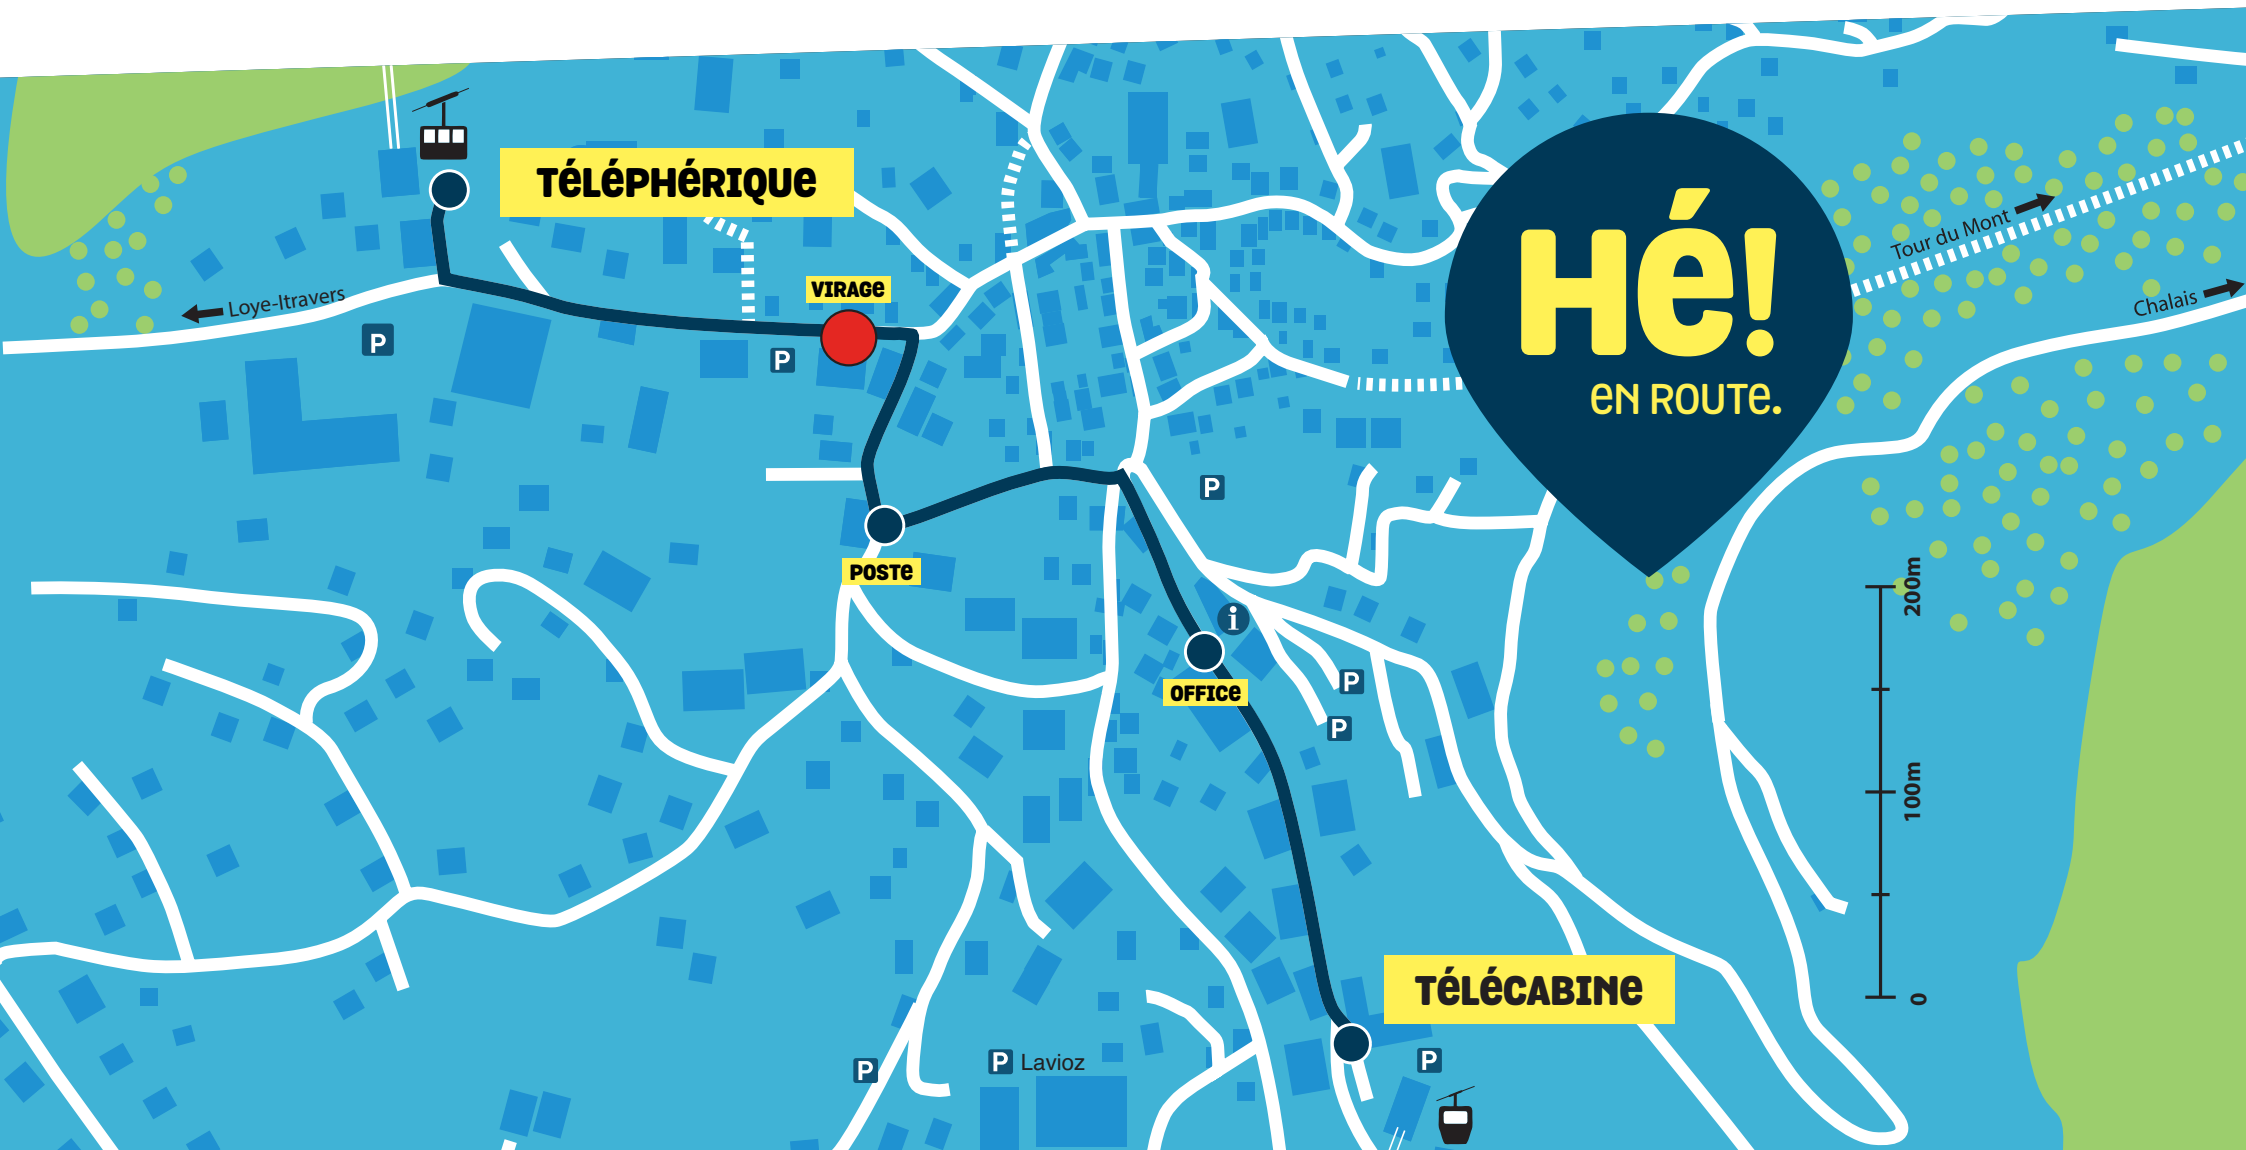 TÉLÉPHÉRIQUE
Hé!
EN ROUTE.
Tour du Mont
Chalais
VIRAGE
Loye-Itravers
P
P
P
POSTE
200m
i
OFFICE
P
P
100m
TÉLÉCABINE
0
P
P Lavioz
P